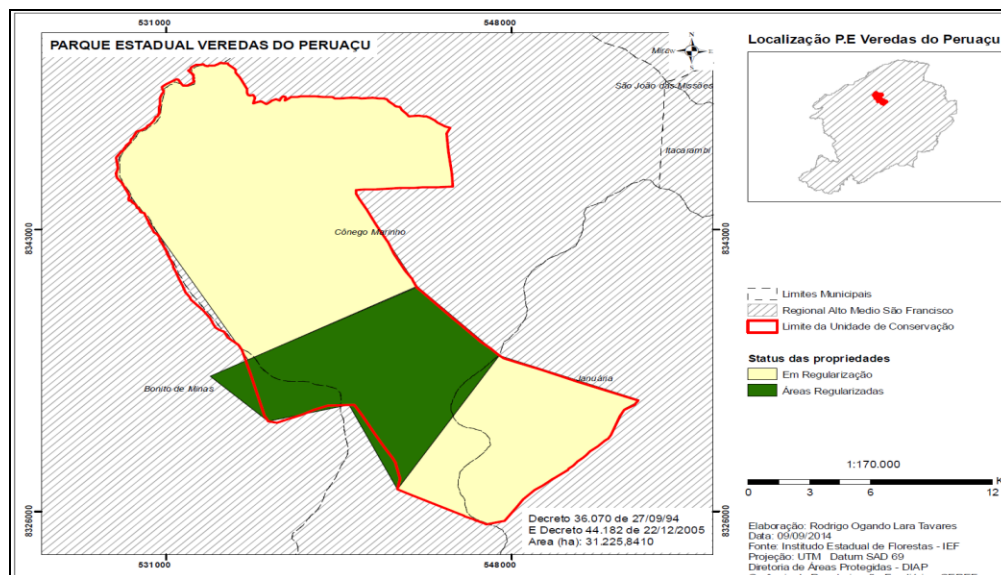 531000
548000
PARQUE ESTADUAL VEREDAS DO PERUAÇU
São João das Missões
Itacarambi
Cônego Marinho
Bonito de Minas
Januária
8343000
8343000
8326000
8326000
Decreto 36.070 de 27/09/94
E Decreto 44.182 de 22/12/2005
Area (ha): 31.225,8410
531000
548000
Localização P.E Veredas do Peruaçu
Limites Municipais
Regional Alto Medio São Francisco
Limite da Unidade de Conservação
Status das propriedades
Em Regularização
Áreas Regularizadas
1:170.000
0 3 6 12
Elaboração: Rodrigo Ogando Lara Tavares
Data: 09/09/2014
Fonte: Institudo Estadual de Florestas - IEF
Projeção: UTM Datum SAD 69
Diretoria de Áreas Protegidas - DIAP